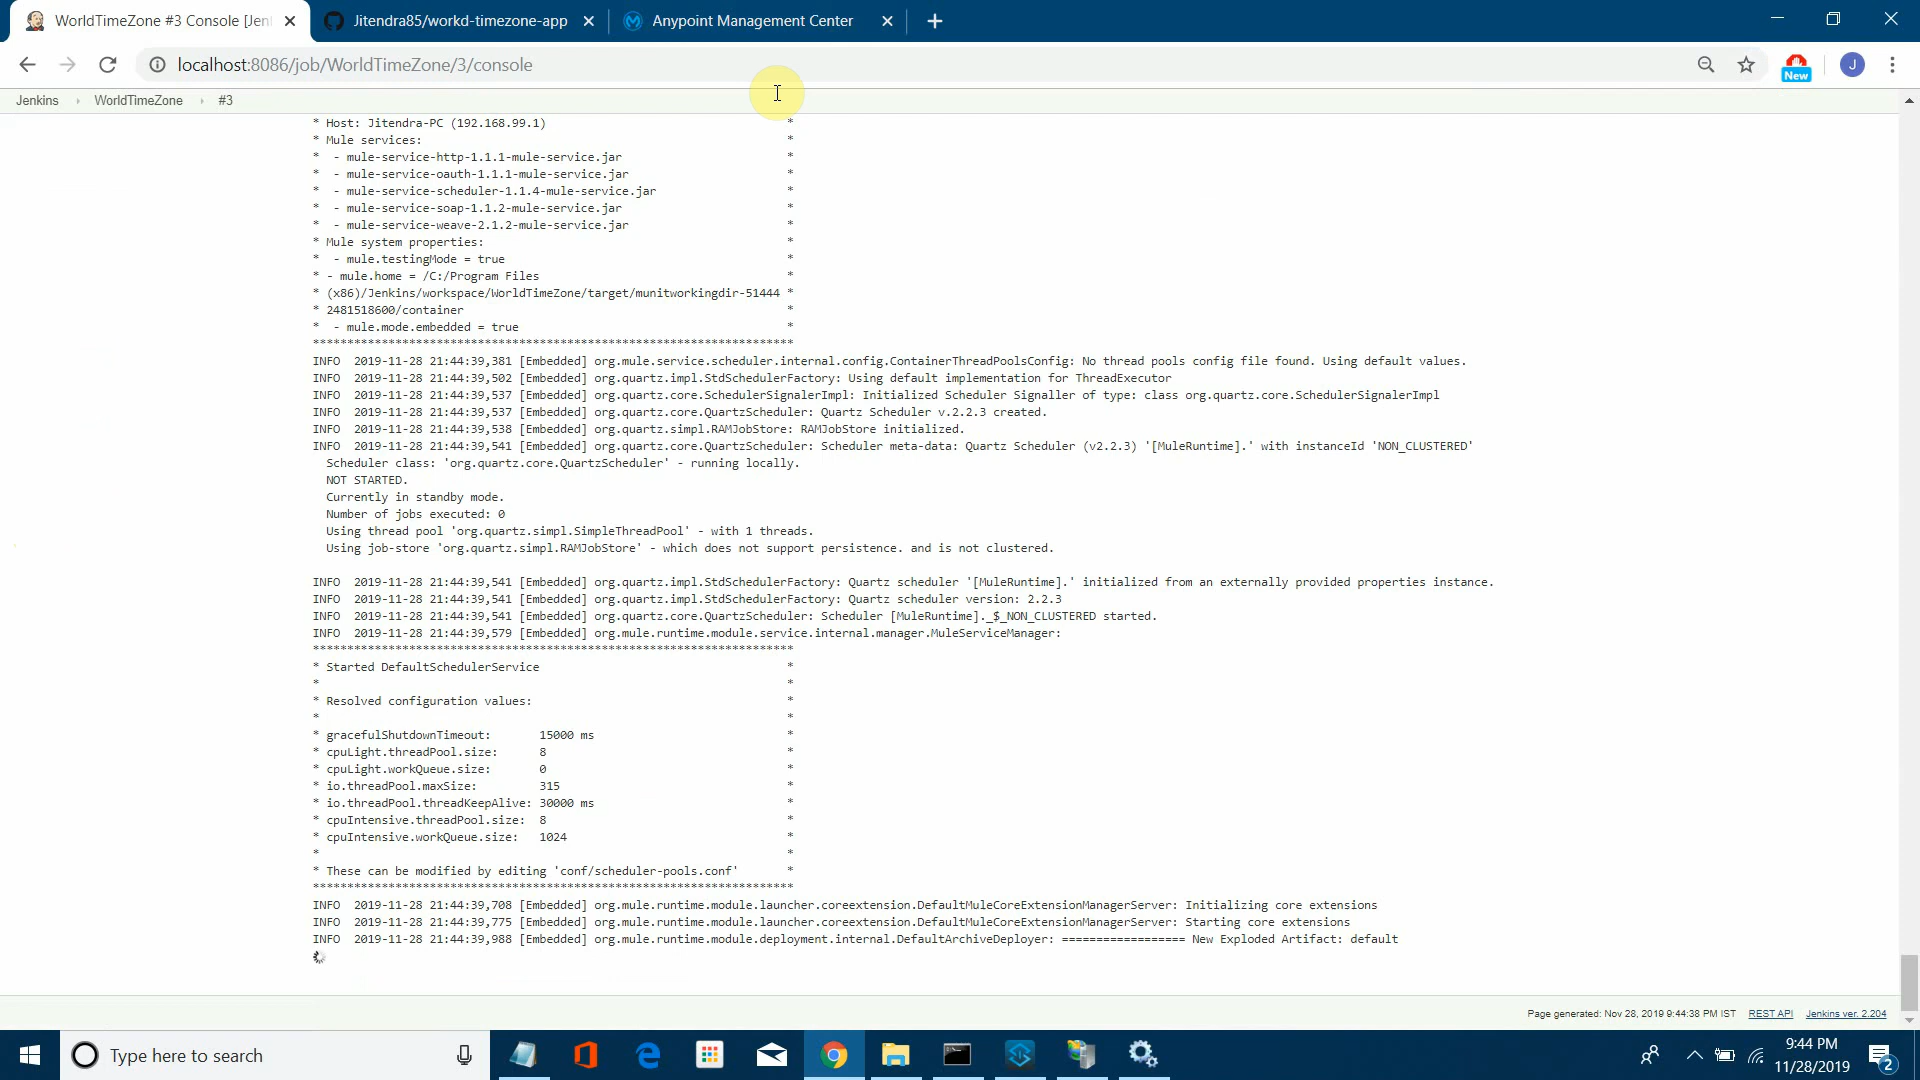 WorldTimeZone #3 Console [Jen
Jitendra85/workd-timezone-app
Anypoint Management Center
localhost:8086/job/WorldTimeZone/3/console
New
J
Jenkins
WorldTimeZone
#3
* Host: Jitendra-PC (192.168.99.1) *
* Mule services: *
* - mule-service-http-1.1.1-mule-service.jar *
* - mule-service-oauth-1.1.1-mule-service.jar *
* - mule-service-scheduler-1.1.4-mule-service.jar *
* - mule-service-soap-1.1.2-mule-service.jar *
* - mule-service-weave-2.1.2-mule-service.jar *
* Mule system properties: *
* - mule.testingMode = true *
* - mule.home = /C:/Program Files *
* (x86)/Jenkins/workspace/WorldTimeZone/target/munitworkingdir-51444 *
* 2481518600/container *
* - mule.mode.embedded = true *
**********************************************************************
INFO 2019-11-28 21:44:39,381 [Embedded] org.mule.service.scheduler.internal.config.ContainerThreadPoolsConfig: No thread pools config file found. Using default values.
INFO 2019-11-28 21:44:39,502 [Embedded] org.quartz.impl.StdSchedulerFactory: Using default implementation for ThreadExecutor
INFO 2019-11-28 21:44:39,537 [Embedded] org.quartz.core.SchedulerSignalerImpl: Initialized Scheduler Signaller of type: class org.quartz.core.SchedulerSignalerImpl
INFO 2019-11-28 21:44:39,537 [Embedded] org.quartz.core.QuartzScheduler: Quartz Scheduler v.2.2.3 created.
INFO 2019-11-28 21:44:39,538 [Embedded] org.quartz.simpl.RAMJobStore: RAMJobStore initialized.
INFO 2019-11-28 21:44:39,541 [Embedded] org.quartz.core.QuartzScheduler: Scheduler meta-data: Quartz Scheduler (v2.2.3) '[MuleRuntime].' with instanceId 'NON_CLUSTERED'
Scheduler class: 'org.quartz.core.QuartzScheduler' - running locally.
NOT STARTED.
Currently in standby mode.
Number of jobs executed: 0
Using thread pool 'org.quartz.simpl.SimpleThreadPool' - with 1 threads.
Using job-store 'org.quartz.simpl.RAMJobStore' - which does not support persistence. and is not clustered.
INFO 2019-11-28 21:44:39,541 [Embedded] org.quartz.impl.StdSchedulerFactory: Quartz scheduler '[MuleRuntime].' initialized from an externally provided properties instance.
INFO 2019-11-28 21:44:39,541 [Embedded] org.quartz.impl.StdSchedulerFactory: Quartz scheduler version: 2.2.3
INFO 2019-11-28 21:44:39,541 [Embedded] org.quartz.core.QuartzScheduler: Scheduler [MuleRuntime]._$_NON_CLUSTERED started.
INFO 2019-11-28 21:44:39,579 [Embedded] org.mule.runtime.module.service.internal.manager.MuleServiceManager:
**********************************************************************
* Started DefaultSchedulerService *
* *
* Resolved configuration values: *
* *
* gracefulShutdownTimeout: 15000 ms *
* cpuLight.threadPool.size: 8 *
* cpuLight.workQueue.size: 0 *
* io.threadPool.maxSize: 315 *
* io.threadPool.threadKeepAlive: 30000 ms *
* cpuIntensive.threadPool.size: 8 *
* cpuIntensive.workQueue.size: 1024 *
* *
* These can be modified by editing 'conf/scheduler-pools.conf' *
**********************************************************************
INFO 2019-11-28 21:44:39,708 [Embedded] org.mule.runtime.module.launcher.coreextension.DefaultMuleCoreExtensionManagerServer: Initializing core extensions
INFO 2019-11-28 21:44:39,775 [Embedded] org.mule.runtime.module.launcher.coreextension.DefaultMuleCoreExtensionManagerServer: Starting core extensions
INFO 2019-11-28 21:44:39,988 [Embedded] org.mule.runtime.module.deployment.internal.DefaultArchiveDeployer: ================== New Exploded Artifact: default
Page generated: Nov 28, 2019 9:44:38 PM IST REST API Jenkins ver. 2.204
Type here to search
9:44 PM
11/28/2019
2